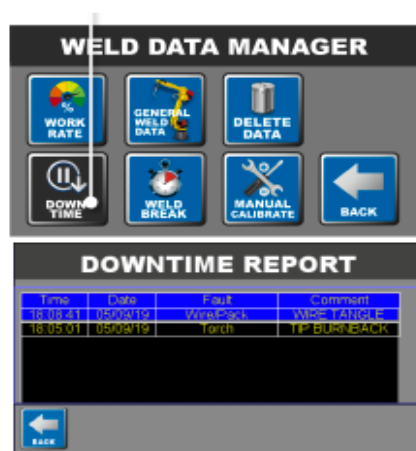 WELD DATA MANAGER
%
WORK
RATE
GENERAL
WELD
DATA
DELETE
DATA
DOWN
TIME
WELD
BREAK
MANUAL
CALIBRATE
BACK
DOWNTIME REPORT
Time Date Fault Comment
18:08:41 05/09/19 Wire/Pack WIRE TANGLE
18:05:01 05/09/19 Torch TIP BURNBACK
BACK